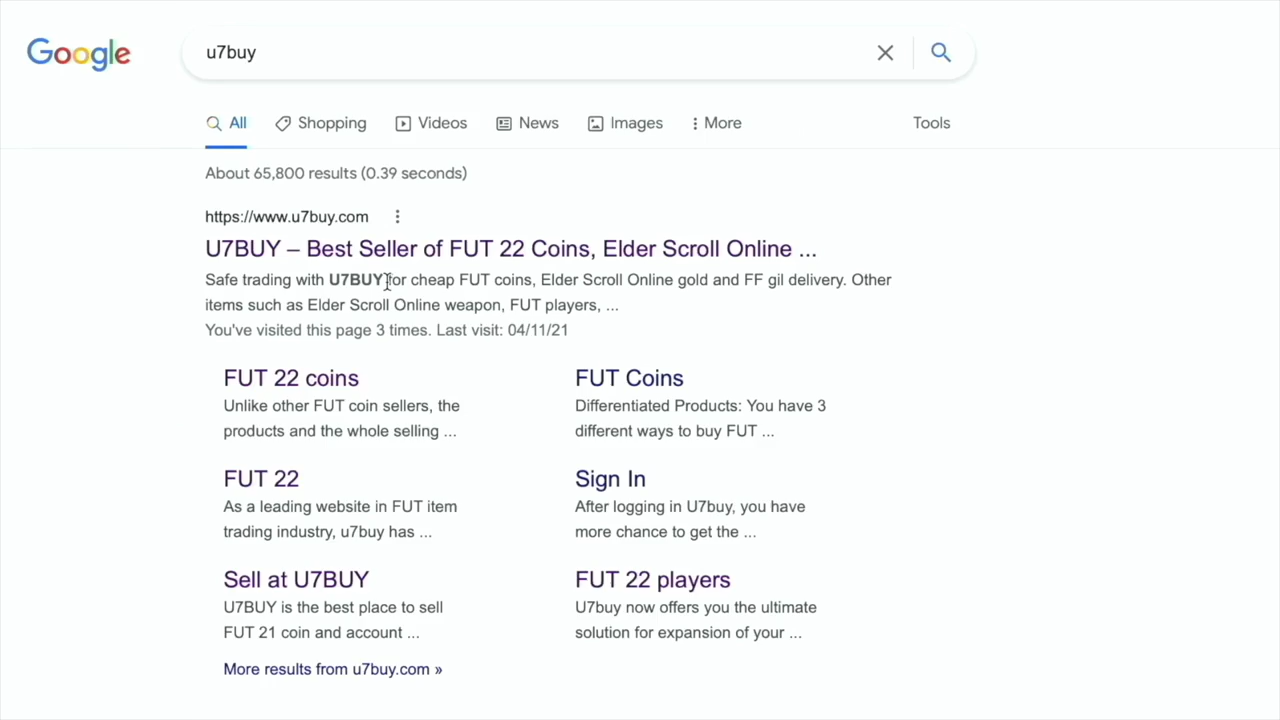 Google
u7buy
All
Shopping
Videos
News
Images
More
Tools
About 65,800 results (0.39 seconds)
https://www.u7buy.com
U7BUY – Best Seller of FUT 22 Coins, Elder Scroll Online ...
Safe trading with U7BUY for cheap FUT coins, Elder Scroll Online gold and FF gil delivery. Other
items such as Elder Scroll Online weapon, FUT players, ...
You've visited this page 3 times. Last visit: 04/11/21
FUT 22 coins
Unlike other FUT coin sellers, the
products and the whole selling ...
FUT Coins
Differentiated Products: You have 3
different ways to buy FUT ...
FUT 22
As a leading website in FUT item
trading industry, u7buy has ...
Sign In
After logging in U7buy, you have
more chance to get the ...
Sell at U7BUY
U7BUY is the best place to sell
FUT 21 coin and account ...
FUT 22 players
U7buy now offers you the ultimate
solution for expansion of your ...
More results from u7buy.com »